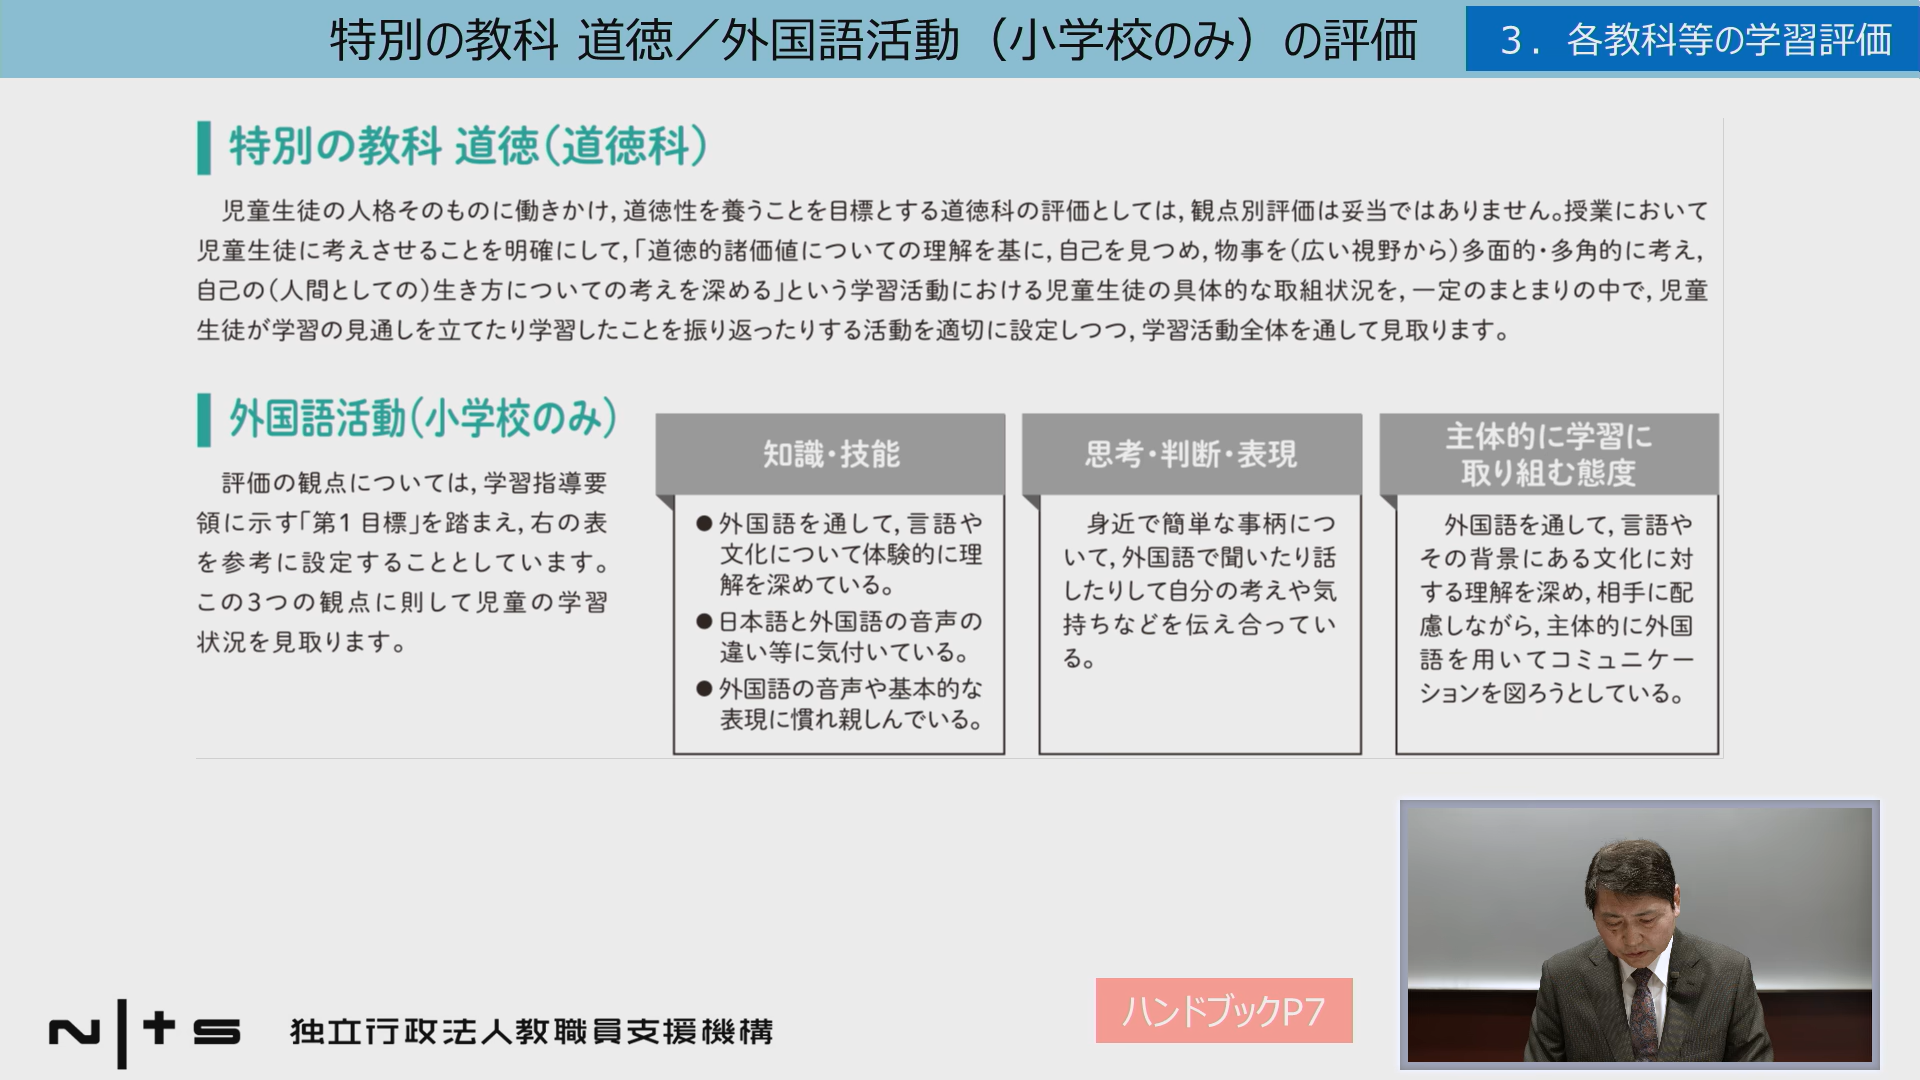 特別の教科 道徳／外国語活動（小学校のみ）の評価
３．各教科等の学習評価
特別の教科 道徳（道徳科）
児童生徒の人格そのものに働きかけ，道徳性を養うことを目標とする道徳科の評価としては，観点別評価は妥当ではありません。授業において
児童生徒に考えさせることを明確にして，「道徳的諸価値についての理解を基に，自己を見つめ，物事を（広い視野から）多面的・多角的に考え，
自己の（人間としての）生き方についての考えを深める」という学習活動における児童生徒の具体的な取組状況を，一定のまとまりの中で，児童
生徒が学習の見通しを立てたり学習したことを振り返ったりする活動を適切に設定しつつ，学習活動全体を通して見取ります。
外国語活動（小学校のみ）
評価の観点については，学習指導要
領に示す「第1 目標」を踏まえ，右の表
を参考に設定することとしています。
この3つの観点に則して児童の学習
状況を見取ります。
知識・技能
●外国語を通して，言語や
文化について体験的に理
解を深めている。
●日本語と外国語の音声の
違い等に気付いている。
●外国語の音声や基本的な
表現に慣れ親しんでいる。
思考・判断・表現
身近で簡単な事柄につ
いて，外国語で聞いたり話
したりして自分の考えや気
持ちなどを伝え合ってい
る。
主体的に学習に
取り組む態度
外国語を通して，言語や
その背景にある文化に対
する理解を深め，相手に配
慮しながら，主体的に外国
語を用いてコミュニケー
ションを図ろうとしている。
ハンドブックP7
N|+s 独立行政法人教職員支援機構